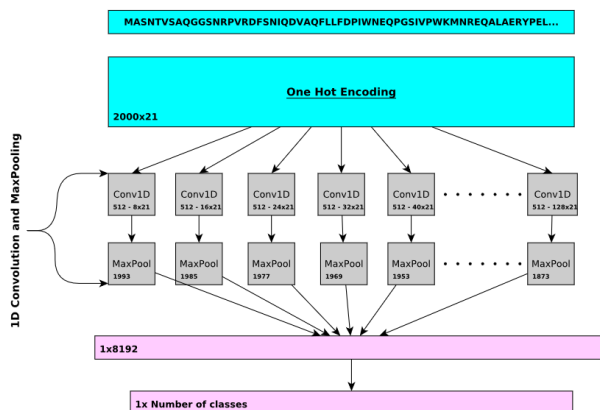 MASNTVSAQGGSNRPVRDFSNIQDVAQFLLFDPIWNEQPGSIVPWKMNREQALAERYPEL...
One Hot Encoding
2000x21
1D Convolution and MaxPooling
Conv1D
512 - 8x21
Conv1D
512 - 16x21
Conv1D
512 - 24x21
Conv1D
512 - 32x21
Conv1D
512 - 40x21
Conv1D
512 - 128x21
MaxPool
1993
MaxPool
1985
MaxPool
1977
MaxPool
1969
MaxPool
1953
MaxPool
1873
1x8192
1x Number of classes